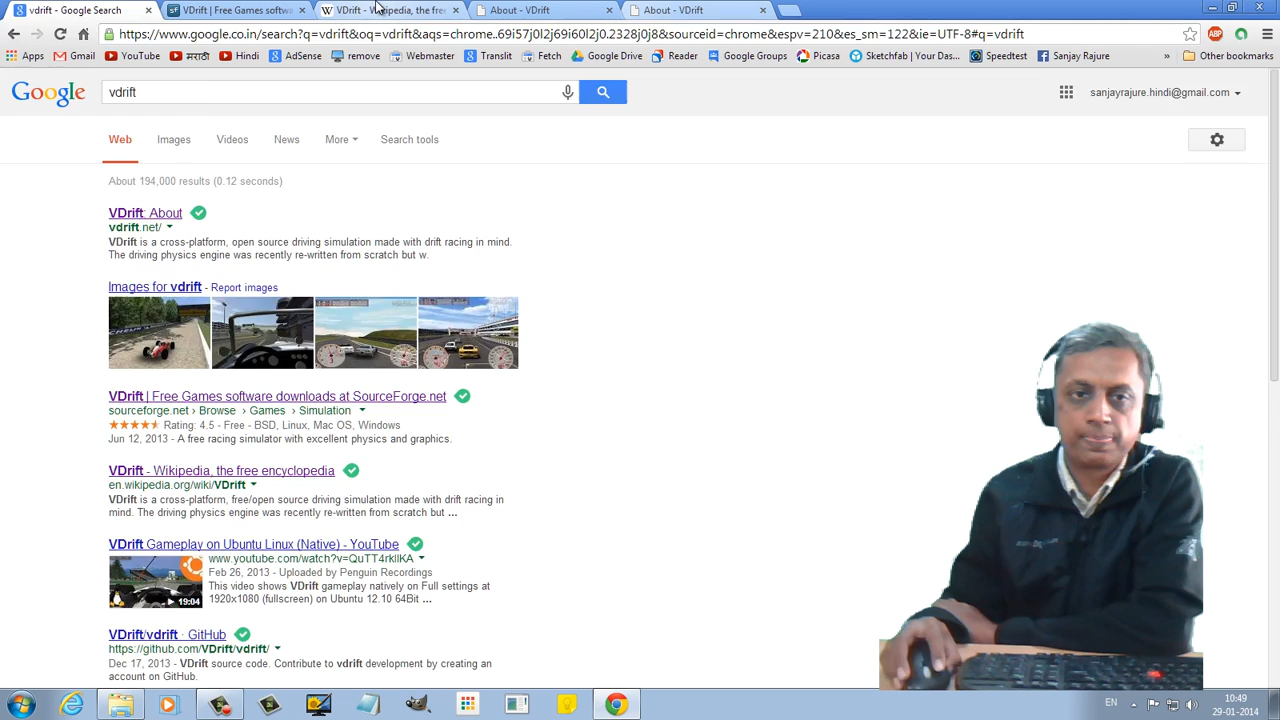 vdrift - Google Search
VDrift | Free Games softwa
VDrift - Wikipedia, the free
About - VDrift
About - VDrift
https://www.google.co.in/search?q=vdrift&oq=vdrift&aqs=chrome..69i57j0l2j69i60l2j0.2328j0j8&sourceid=chrome&espv=210&es_sm=122&ie=UTF-8#q=vdrift
Apps
Gmail
YouTube
मराठी
Hindi
AdSense
remove
Webmaster
Translit
Fetch
Google Drive
Reader
Google Groups
Picasa
Sketchfab | Your Das...
Speedtest
Sanjay Rajure
»
Other bookmarks
Google
vdrift
sanjayrajure.hindi@gmail.com
Web
Images
Videos
News
More
Search tools
About 194,000 results (0.12 seconds)
VDrift: About
vdrift.net/
VDrift is a cross-platform, open source driving simulation made with drift racing in mind.
The driving physics engine was recently re-written from scratch but w.
Images for vdrift - Report images
VDrift | Free Games software downloads at SourceForge.net
sourceforge.net › Browse › Games › Simulation
Rating: 4.5 - Free - BSD, Linux, Mac OS, Windows
Jun 12, 2013 - A free racing simulator with excellent physics and graphics.
VDrift - Wikipedia, the free encyclopedia
en.wikipedia.org/wiki/VDrift
VDrift is a cross-platform, free/open source driving simulation made with drift racing in
mind. The driving physics engine was recently re-written from scratch but ...
VDrift Gameplay on Ubuntu Linux (Native) - YouTube
www.youtube.com/watch?v=QuTT4rkllKA
Feb 26, 2013 - Uploaded by Penguin Recordings
This video shows VDrift gameplay natively on Full settings at
1920x1080 (fullscreen) on Ubuntu 12.10 64Bit ...
19:04
VDrift/vdrift · GitHub
https://github.com/VDrift/vdrift/
Dec 17, 2013 - VDrift source code. Contribute to vdrift development by creating an
account on GitHub.
EN
10:49
29-01-2014